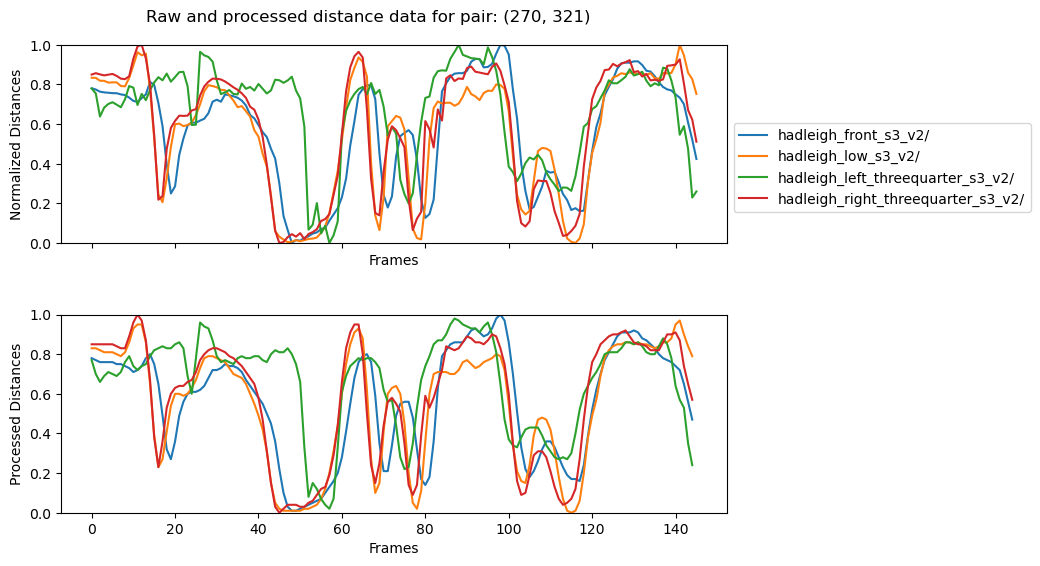 Raw and processed distance data for pair: (270, 321)
1.0
0.8
0.6
0.4
0.2
0.0
Normalized Distances
Frames
hadleigh_front_s3_v2/
hadleigh_low_s3_v2/
hadleigh_left_threequarter_s3_v2/
hadleigh_right_threequarter_s3_v2/
1.0
0.8
0.6
0.4
0.2
0.0
Processed Distances
0 20 40 60 80 100 120 140
Frames